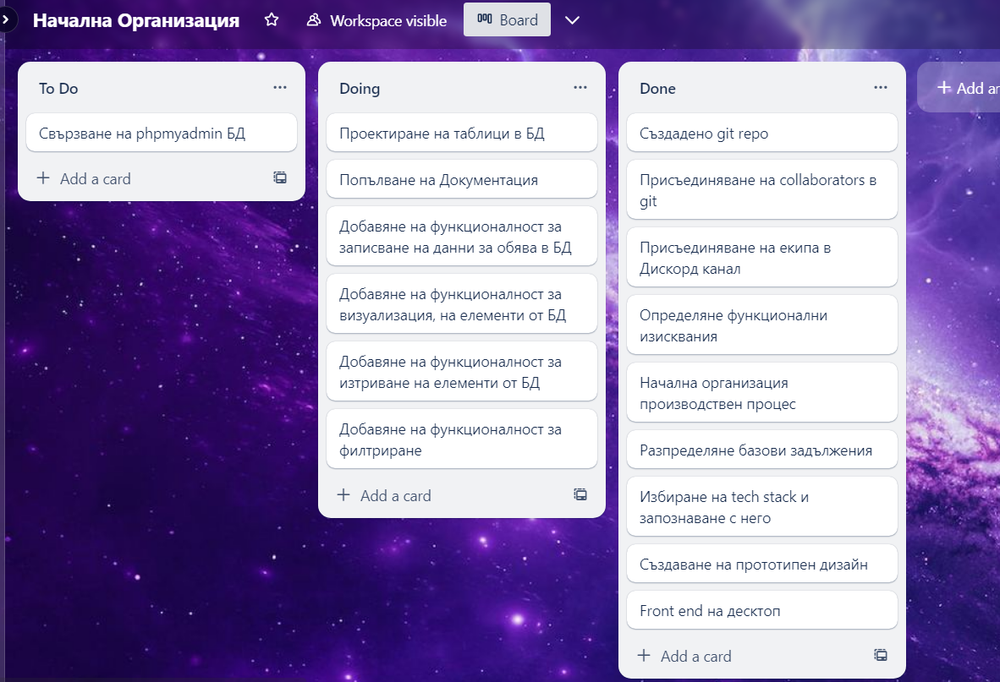 Начална Организация
Workspace visible
Board
To Do
Свързване на phpmyadmin БД
Add a card
Doing
Проектиране на таблици в БД
Попълване на Документация
Добавяне на функционалност за
записване на данни за обява в БД
Добавяне на функционалност за
визуализация, на елементи от БД
Добавяне на функционалност за
изтриване на елементи от БД
Добавяне на функционалност за
филтриране
Add a card
Done
Създадено git repo
Присъединяване на collaborators в
git
Присъединяване на екипа в
Дискорд канал
Определяне функционални
изисквания
Начална организация
производствен процес
Разпределяне базови задължения
Избиране на tech stack и
запознаване с него
Създаване на прототипен дизайн
Front end на десктоп
Add a card
Add an